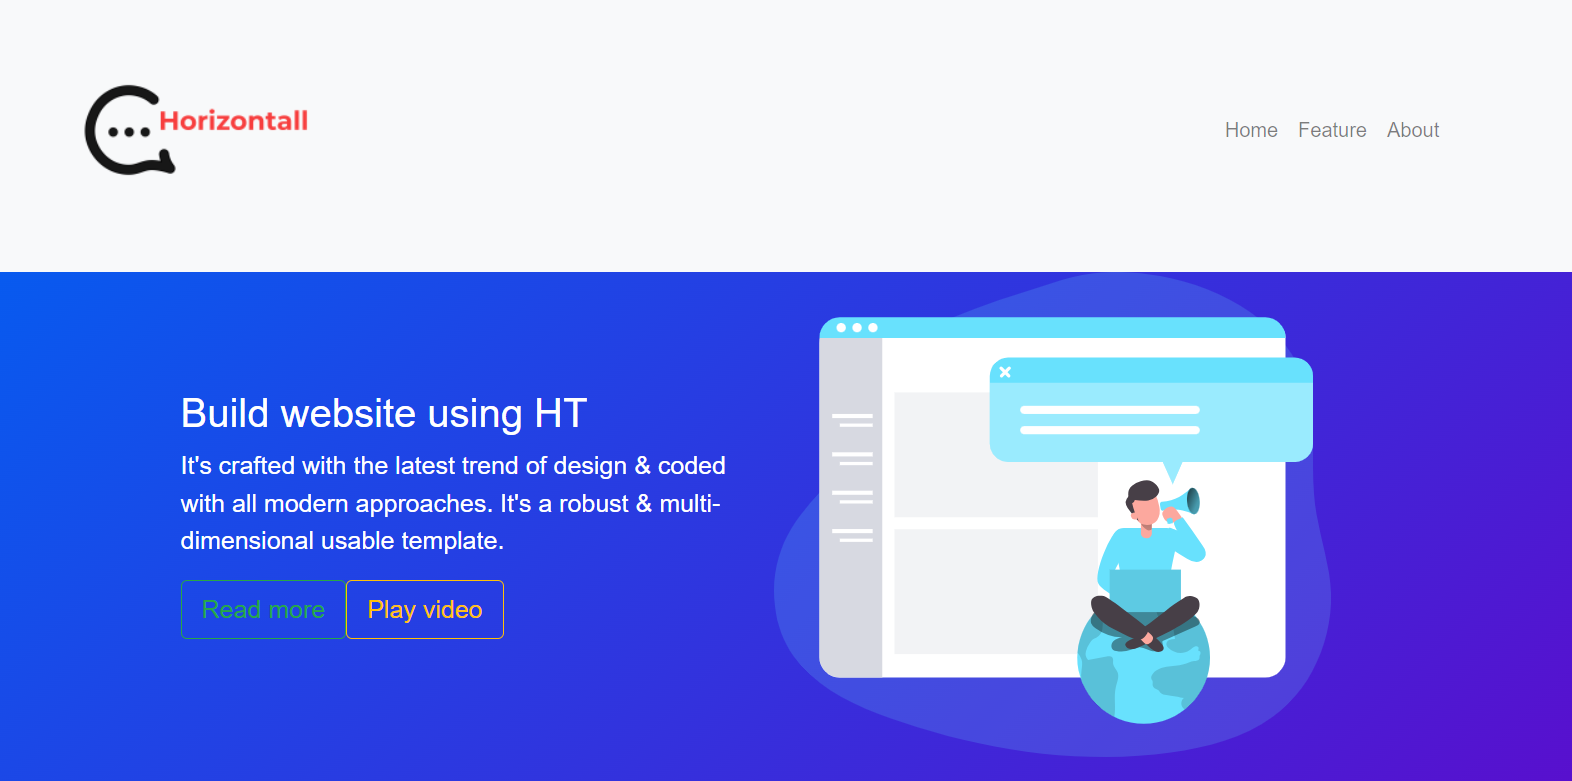 Horizontall
Home Feature About
Build website using HT
It's crafted with the latest trend of design & coded
with all modern approaches. It's a robust & multi-
dimensional usable template.
Read more Play video